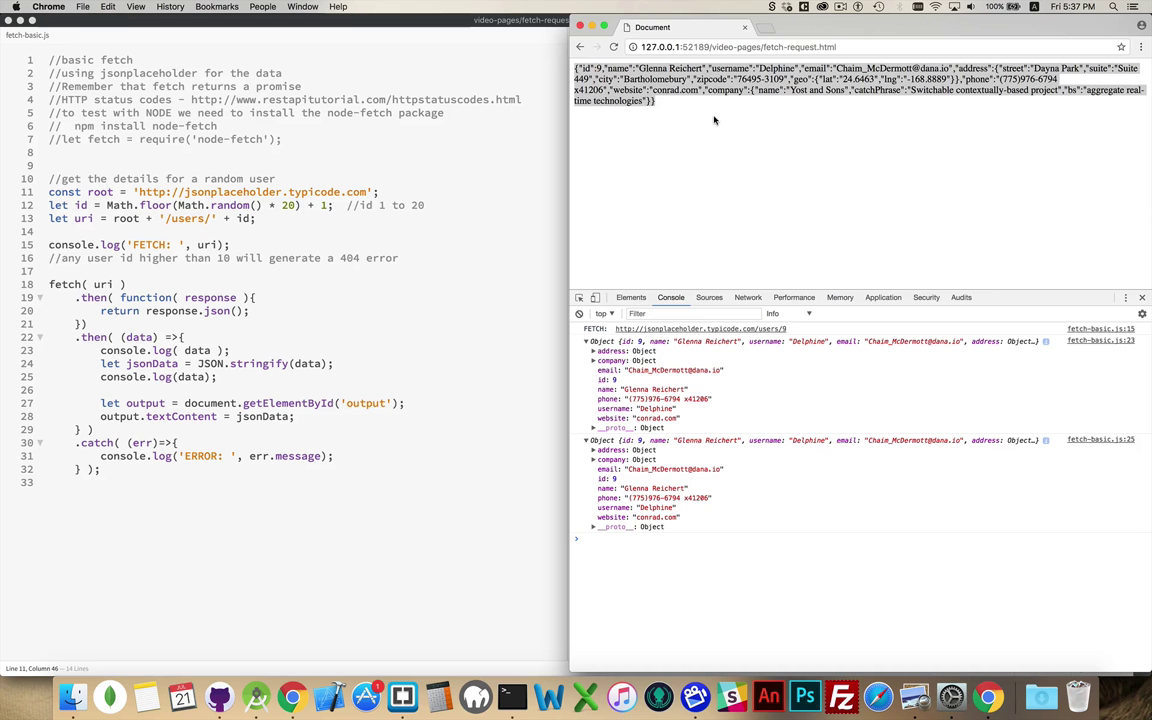 Chrome File Edit View History Bookmarks People Window Help
100% Fri 5:37 PM
video-pages/fetch-reques
fetch-basic.js
1 //basic fetch
2 //using jsonplaceholder for the data
3 //Remember that fetch returns a promise
4 //HTTP status codes - http://www.restapitutorial.com/httpstatuscodes.html
5 //to test with NODE we need to install the node-fetch package
6 //  npm install node-fetch
7 //let fetch = require('node-fetch');
8
9
10 //get the details for a random user
11 const root = 'http://jsonplaceholder.typicode.com';
12 let id = Math.floor(Math.random() * 20) + 1;  //id 1 to 20
13 let uri = root + '/users/' + id;
14
15 console.log('FETCH: ', uri);
16 //any user id higher than 10 will generate a 404 error
17
18 fetch( uri )
19 .then( function( response ){
20 return response.json();
21 })
22 .then( (data) =>{
23 console.log( data );
24 let jsonData = JSON.stringify(data);
25 console.log(data);
26
27 let output = document.getElementById('output');
28 output.textContent = jsonData;
29 } )
30 .catch( (err)=>{
31 console.log('ERROR: ', err.message);
32 } );
33
Line 11, Column 46 — 14 Lines
Document
127.0.0.1:52189/video-pages/fetch-request.html
{"id":9,"name":"Glenna Reichert","username":"Delphine","email":"Chaim_McDermott@dana.io","address":{"street":"Dayna Park","suite":"Suite
449","city":"Bartholomebury","zipcode":"76495-3109","geo":{"lat":"24.6463","lng":"-168.8889"}},"phone":"(775)976-6794
x41206","website":"conrad.com","company":{"name":"Yost and Sons","catchPhrase":"Switchable contextually-based project","bs":"aggregate real-
time technologies"}}
Elements Console Sources Network Performance Memory Application Security Audits
top Filter Info
FETCH: http://jsonplaceholder.typicode.com/users/9 fetch-basic.js:15
Object {id: 9, name: "Glenna Reichert", username: "Delphine", email: "Chaim_McDermott@dana.io", address: Object…} fetch-basic.js:23
address: Object
company: Object
email: "Chaim_McDermott@dana.io"
id: 9
name: "Glenna Reichert"
phone: "(775)976-6794 x41206"
username: "Delphine"
website: "conrad.com"
__proto__: Object
Object {id: 9, name: "Glenna Reichert", username: "Delphine", email: "Chaim_McDermott@dana.io", address: Object…} fetch-basic.js:25
address: Object
company: Object
email: "Chaim_McDermott@dana.io"
id: 9
name: "Glenna Reichert"
phone: "(775)976-6794 x41206"
username: "Delphine"
website: "conrad.com"
__proto__: Object
JUL
21
1
An
Ps
Fz